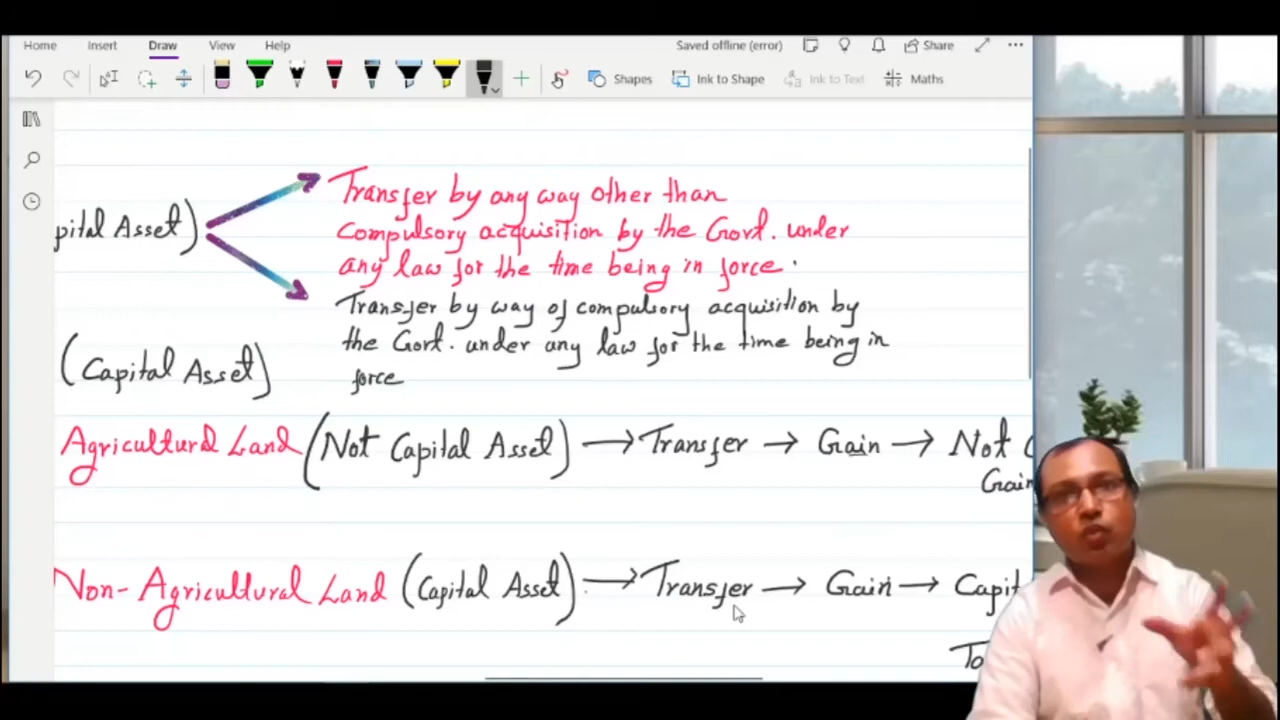 Home Insert Draw View Help Saved offline (error) Share
Shapes Ink to Shape Ink to Text Maths
Transfer by any way other than
pital Asset) compulsory acquisition by the Govt. under
any law for the time being in force.
Transfer by way of compulsory acquisition by
the Govt. under any law for the time being in
(Capital Asset) force
Agricultural Land (Not Capital Asset) → Transfer → Gain → Not C
Gain
Non-Agricultural Land (Capital Asset) → Transfer → Gain → Capit
To